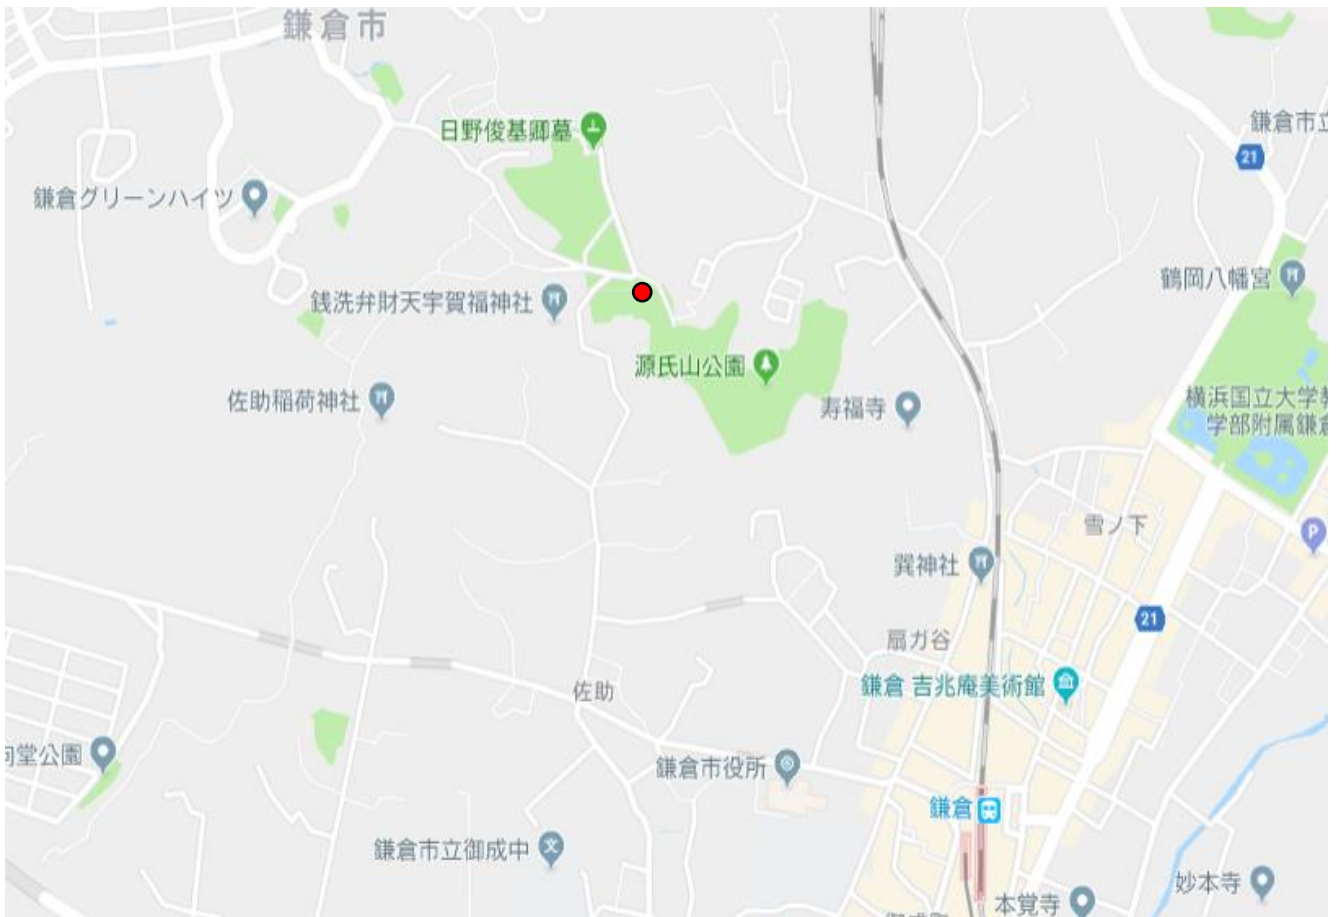 鎌倉市
日野俊基卿墓
鎌倉市立
21
鎌倉グリーンハイツ
鶴岡八幡宮
銭洗弁財天宇賀福神社
源氏山公園
佐助稲荷神社
寿福寺
横浜国立大学教
学部附属鎌倉
雪ノ下
P
巽神社
21
扇ガ谷
鎌倉 吉兆庵美術館
佐助
堂公園
鎌倉市役所
鎌倉
鎌倉市立御成中
文
妙本寺
本覚寺